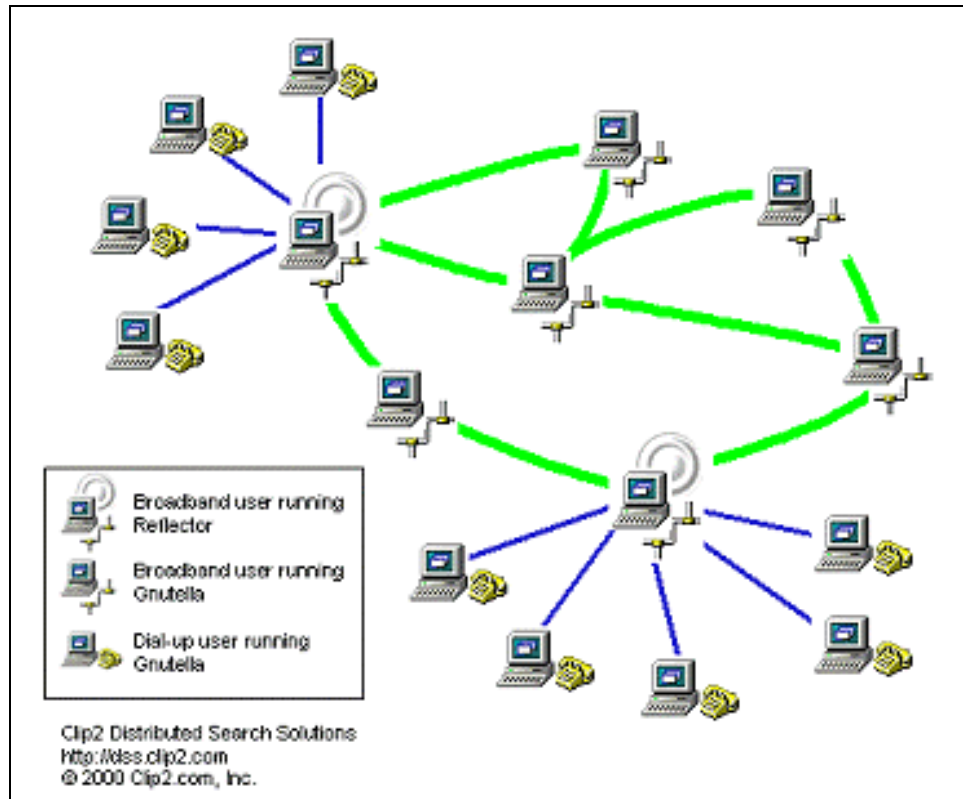 Broadband user running
Reflector
Broadband user running
Gnutella
Dial-up user running
Gnutella
Clip2 Distributed Search Solutions
http://dss.clip2.com
© 2000 Clip2.com, Inc.